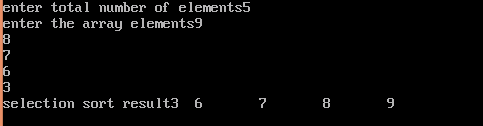 enter total number of elements5
enter the array elements9
8
7
6
3
selection sort result3  6       7       8       9